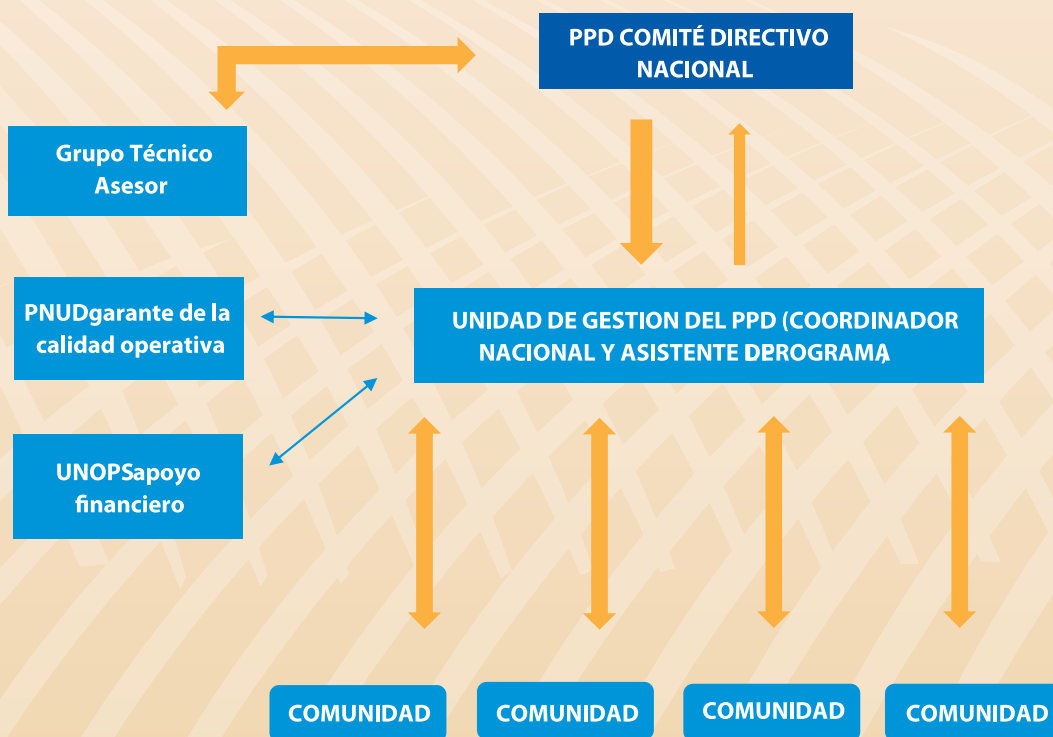 PPD COMITÉ DIRECTIVO
NACIONAL
Grupo Técnico
Asesor
PNUDgarante de la
calidad operativa
UNIDAD DE GESTION DEL PPD (COORDINADOR
NACIONAL Y ASISTENTE DEPROGRAMA)
UNOPSapoyo
financiero
COMUNIDAD
COMUNIDAD
COMUNIDAD
COMUNIDAD